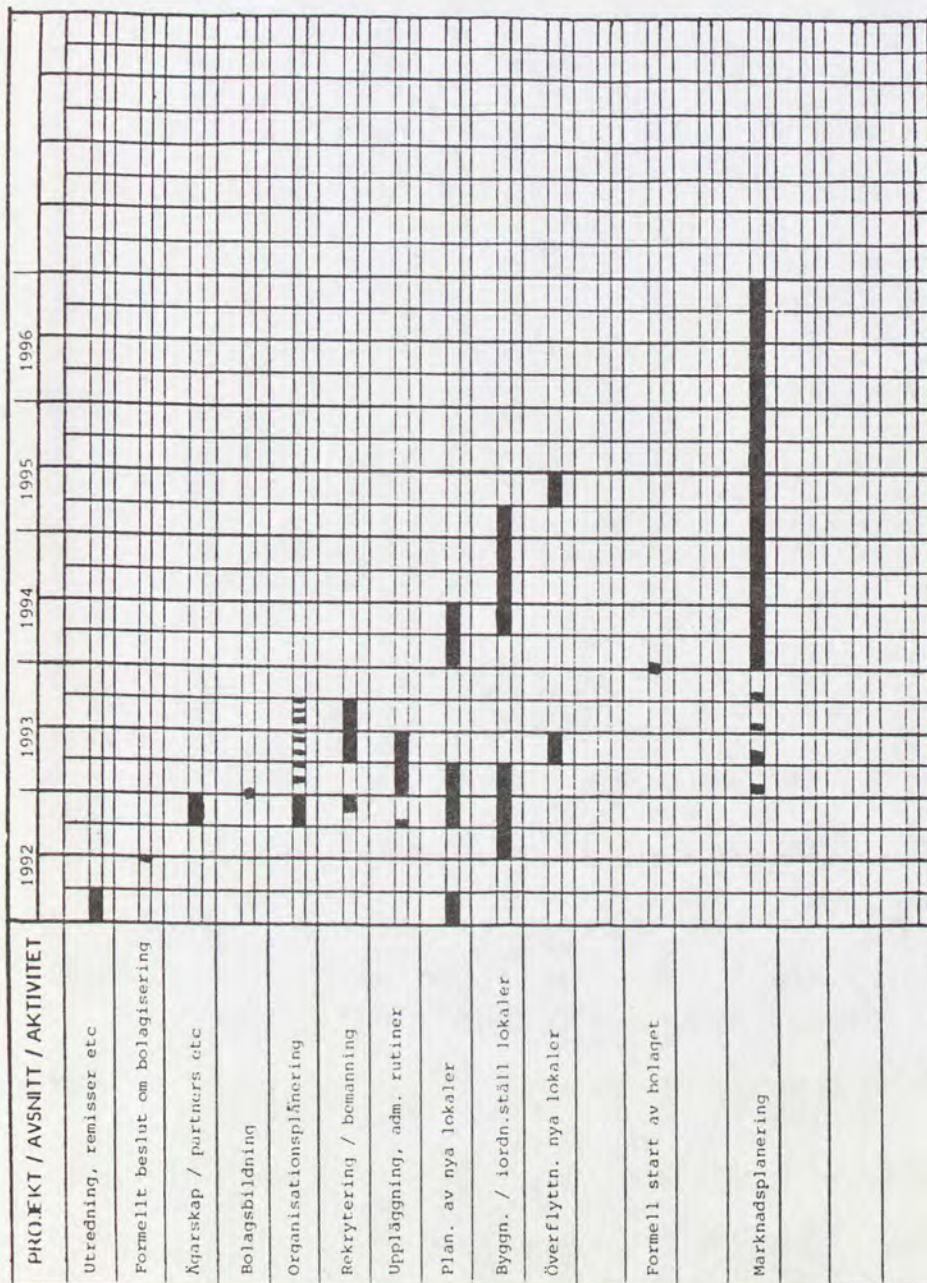 PROJEKT / AVSNITT / AKTIVITET
1992 1993 1994 1995 1996
Utredning, remisser etc
Formellt beslut om bolagisering
Ägarskap / partners etc
Bolagsbildning
Organisationsplånering
Rekrytering / bemanning
Uppläggning, adm. rutiner
Plan. av nya lokaler
Byggn. / iordn.ställ lokaler
Överflyttn. nya lokaler
Formell start av bolaget
Marknadsplanering